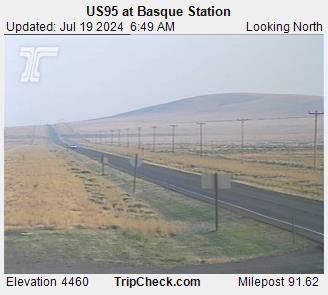 US95 at Basque Station
Updated: Jul 19 2024 6:49 AM Looking North
Elevation 4460 TripCheck.com Milepost 91.62